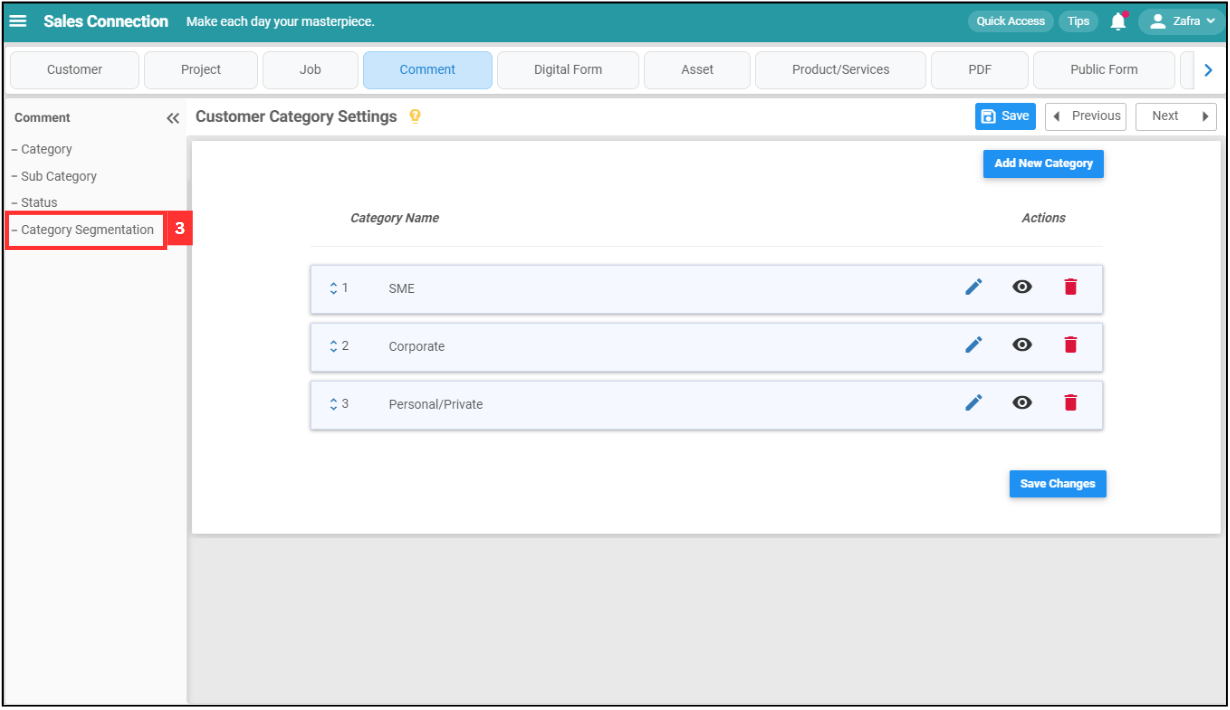 Sales Connection Make each day your masterpiece. Quick Access Tips Zafra
Customer Project Job Comment Digital Form Asset Product/Services PDF Public Form
Comment Customer Category Settings Save Previous Next
– Category
Add New Category
– Sub Category
– Status
– Category Segmentation 3
Category Name Actions
1 SME
2 Corporate
3 Personal/Private
Save Changes